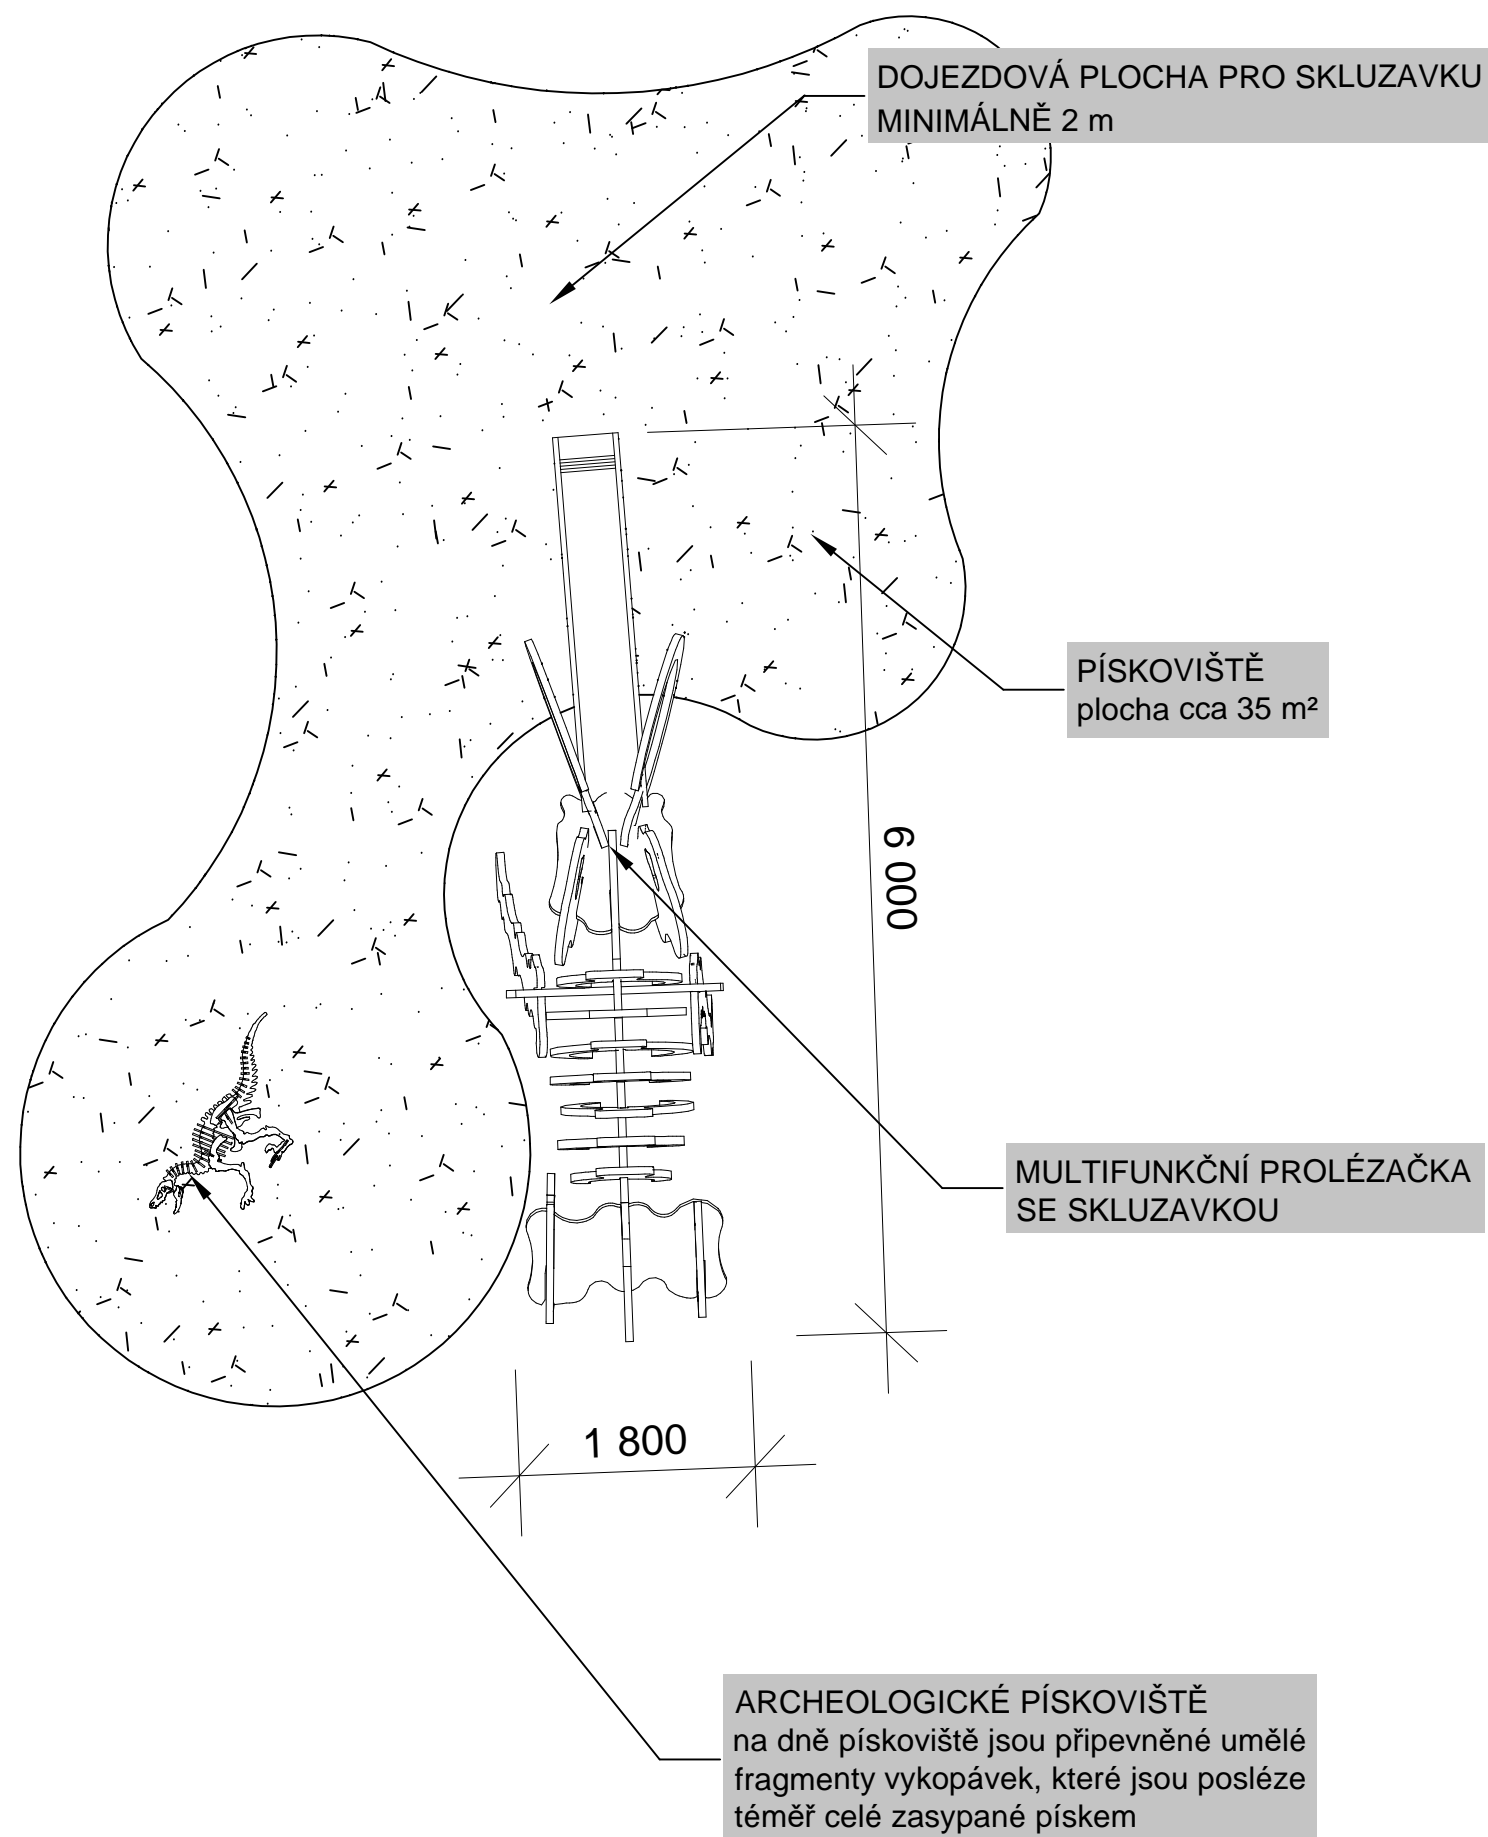 DOJEZDOVÁ PLOCHA PRO SKLUZAVKU
MINIMÁLNĚ 2 m
PÍSKOVIŠTĚ
plocha cca 35 m²
6 000
MULTIFUNKČNÍ PROLÉZAČKA
SE SKLUZAVKOU
1 800
ARCHEOLOGICKÉ PÍSKOVIŠTĚ
na dně pískoviště jsou připevněné umělé
fragmenty vykopávek, které jsou posléze
téměř celé zasypané pískem